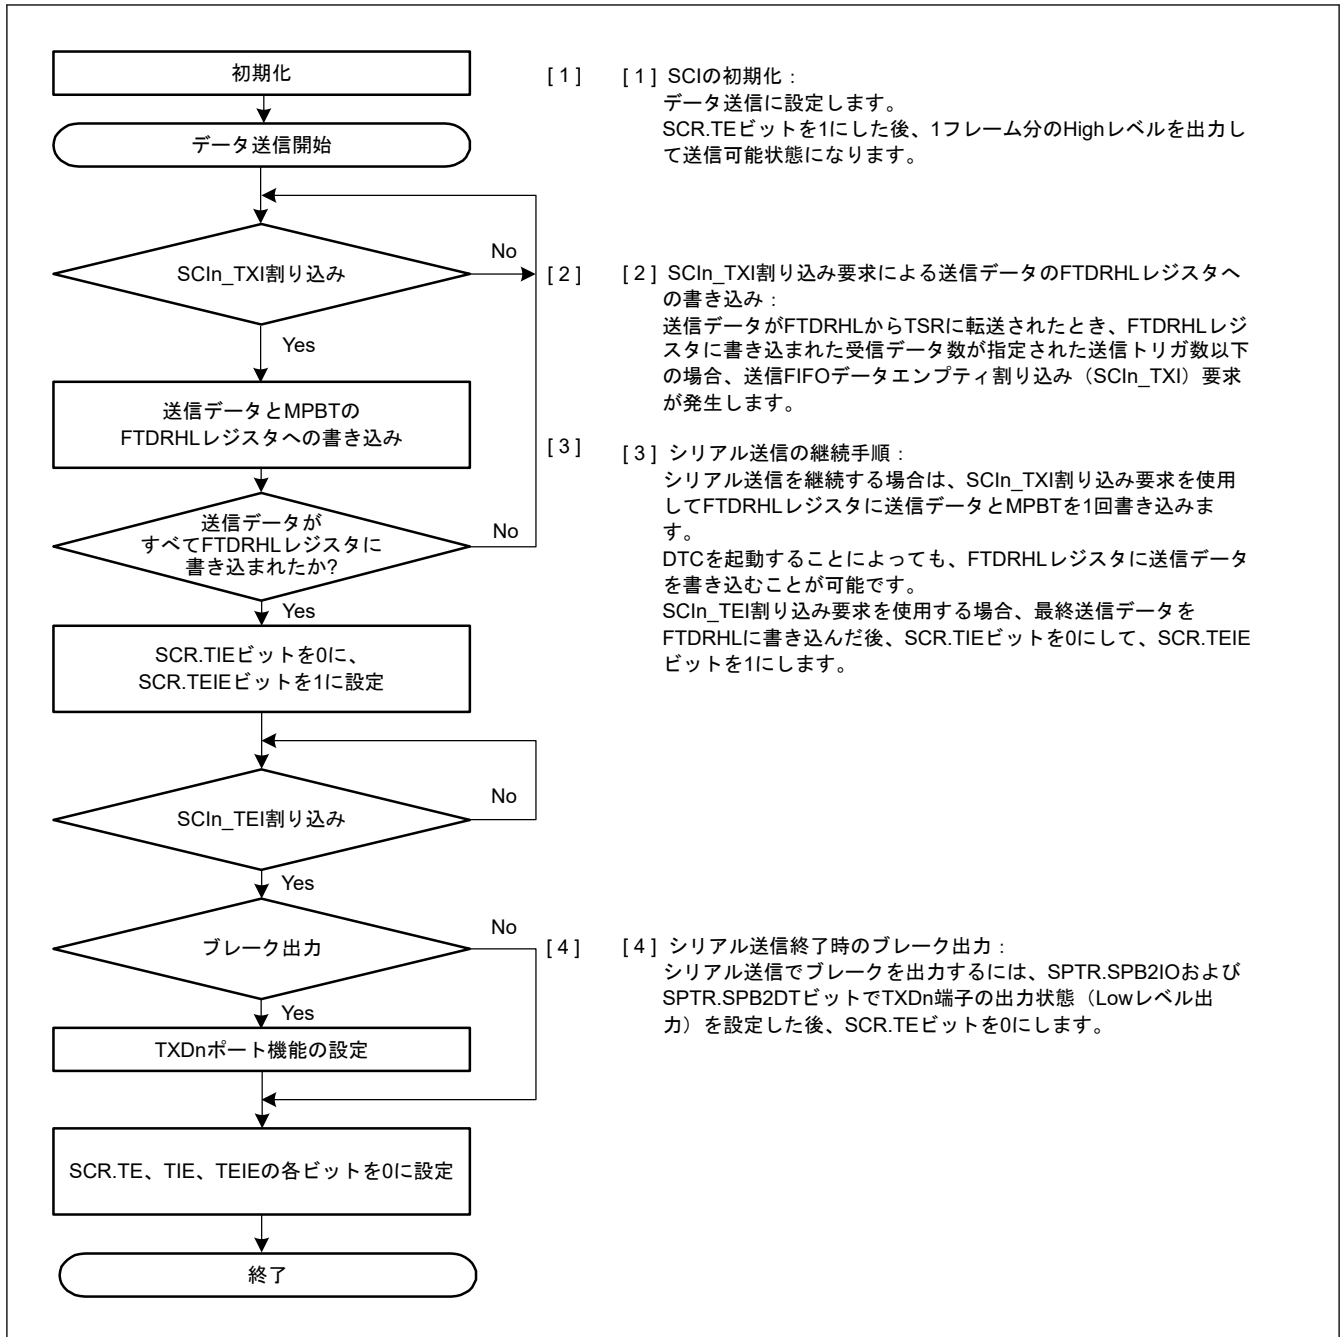 初期化
[ 1 ]
[ 1 ] SCIの初期化：
データ送信に設定します。
SCR.TEビットを1にした後、1フレーム分のHighレベルを出力し
て送信可能状態になります。
データ送信開始
SCIn_TXI割り込み
No
Yes
[ 2 ]
[ 2 ] SCIn_TXI割り込み要求による送信データのFTDRHLレジスタへ
の書き込み：
送信データがFTDRHLからTSRに転送されたとき、FTDRHLレジ
スタに書き込まれた受信データ数が指定された送信トリガ数以下
の場合、送信FIFOデータエンプティ割り込み（SCIn_TXI）要求
が発生します。
送信データとMPBTの
FTDRHLレジスタへの書き込み
[ 3 ]
[ 3 ] シリアル送信の継続手順：
シリアル送信を継続する場合は、SCIn_TXI割り込み要求を使用
してFTDRHLレジスタに送信データとMPBTを1回書き込みま
す。
DTCを起動することによっても、FTDRHLレジスタに送信データ
を書き込むことが可能です。
SCIn_TEI割り込み要求を使用する場合、最終送信データを
FTDRHLに書き込んだ後、SCR.TIEビットを0にして、SCR.TEIE
ビットを1にします。
送信データが
すべてFTDRHLレジスタに
書き込まれたか?
No
Yes
SCR.TIEビットを0に、
SCR.TEIEビットを1に設定
SCIn_TEI割り込み
No
Yes
ブレーク出力
No
Yes
[ 4 ]
[ 4 ] シリアル送信終了時のブレーク出力：
シリアル送信でブレークを出力するには、SPTR.SPB2IOおよび
SPTR.SPB2DTビットでTXDn端子の出力状態（Lowレベル出
力）を設定した後、SCR.TEビットを0にします。
TXDnポート機能の設定
SCR.TE、TIE、TEIEの各ビットを0に設定
終了